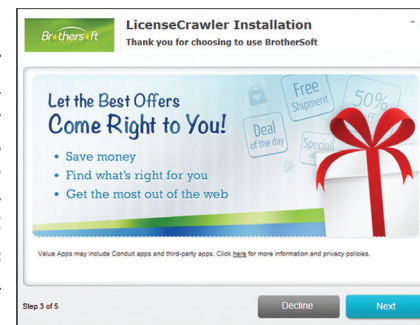 Brothersoft
LicenseCrawler Installation
Thank you for choosing to use BrotherSoft
Let the Best Offers
Come Right to You!
• Save money
• Find what's right for you
• Get the most out of the web
Free
Shipment
50%
Deal
of the day
Special
Value Apps may include Conduit apps and third-party apps. Click here for more information and privacy policies.
Step 3 of 5
Decline
Next